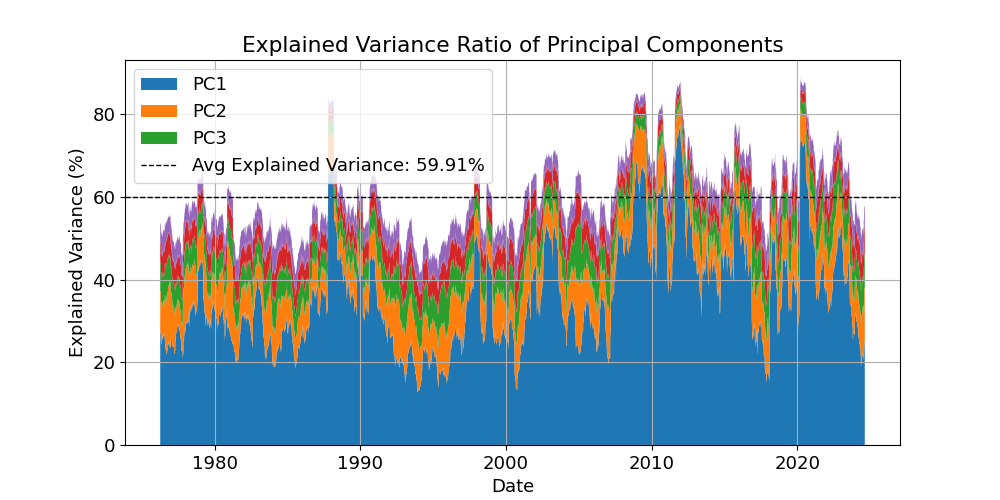 Explained Variance Ratio of Principal Components
PC1
PC2
PC3
Avg Explained Variance: 59.91%
Explained Variance (%)
80
60
40
20
0
1980 1990 2000 2010 2020
Date